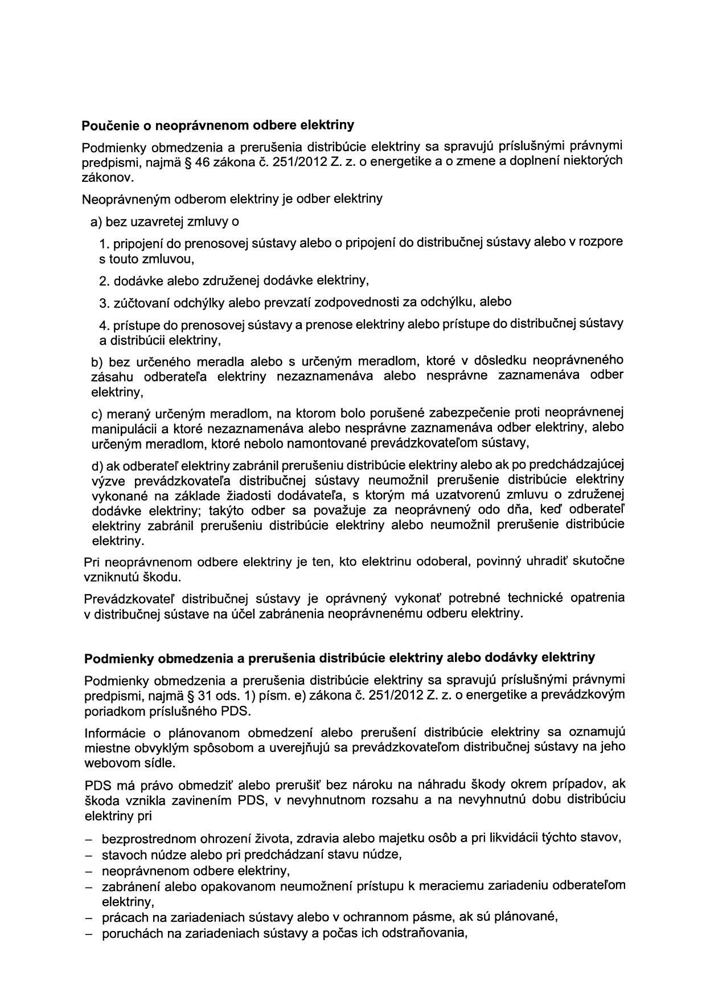 Poučenie o neoprávnenom odbere elektriny
Podmienky obmedzenia a prerušenia distribúcie elektriny sa spravujú príslušnými právnymi
predpismi, najmä § 46 zákona č. 251/2012 Z. z. o energetike a o zmene a doplnení niektorých
zákonov.
Neoprávneným odberom elektriny je odber elektriny
a) bez uzavretej zmluvy o
1. pripojení do prenosovej sústavy alebo o pripojení do distribučnej sústavy alebo v rozpore
s touto zmluvou,
2. dodávke alebo združenej dodávke elektriny,
3. zúčtovaní odchýlky alebo prevzatí zodpovednosti za odchýlku, alebo
4. prístupe do prenosovej sústavy a prenose elektriny alebo prístupe do distribučnej sústavy
a distribúcii elektriny,
b) bez určeného meradla alebo s určeným meradlom, ktoré v dôsledku neoprávneného
zásahu odberateľa elektriny nezaznamenáva alebo nesprávne zaznamenáva odber
elektriny,
c) meraný určeným meradlom, na ktorom bolo porušené zabezpečenie proti neoprávnenej
manipulácii a ktoré nezaznamenáva alebo nesprávne zaznamenáva odber elektriny, alebo
určeným meradlom, ktoré nebolo namontované prevádzkovateľom sústavy,
d) ak odberateľ elektriny zabránil prerušeniu distribúcie elektriny alebo ak po predchádzajúcej
výzve prevádzkovateľa distribučnej sústavy neumožnil prerušenie distribúcie elektriny
vykonané na základe žiadosti dodávateľa, s ktorým má uzatvorenú zmluvu o združenej
dodávke elektriny; takýto odber sa považuje za neoprávnený odo dňa, keď odberateľ
elektriny zabránil prerušeniu distribúcie elektriny alebo neumožnil prerušenie distribúcie
elektriny.
Pri neoprávnenom odbere elektriny je ten, kto elektrinu odoberal, povinný uhradiť skutočne
vzniknutú škodu.
Prevádzkovateľ distribučnej sústavy je oprávnený vykonať potrebné technické opatrenia
v distribučnej sústave na účel zabránenia neoprávnenému odberu elektriny.
Podmienky obmedzenia a prerušenia distribúcie elektriny alebo dodávky elektriny
Podmienky obmedzenia a prerušenia distribúcie elektriny sa spravujú príslušnými právnymi
predpismi, najmä § 31 ods. 1) písm. e) zákona č. 251/2012 Z. z. o energetike a prevádzkovým
poriadkom príslušného PDS.
Informácie o plánovanom obmedzení alebo prerušení distribúcie elektriny sa oznamujú
miestne obvyklým spôsobom a uverejňujú sa prevádzkovateľom distribučnej sústavy na jeho
webovom sídle.
PDS má právo obmedziť alebo prerušiť bez nároku na náhradu škody okrem prípadov, ak
škoda vznikla zavinením PDS, v nevyhnutnom rozsahu a na nevyhnutnú dobu distribúciu
elektriny pri
– bezprostrednom ohrození života, zdravia alebo majetku osôb a pri likvidácii týchto stavov,
– stavoch núdze alebo pri predchádzaní stavu núdze,
– neoprávnenom odbere elektriny,
– zabránení alebo opakovanom neumožnení prístupu k meraciemu zariadeniu odberateľom
elektriny,
– prácach na zariadeniach sústavy alebo v ochrannom pásme, ak sú plánované,
– poruchách na zariadeniach sústavy a počas ich odstraňovania,